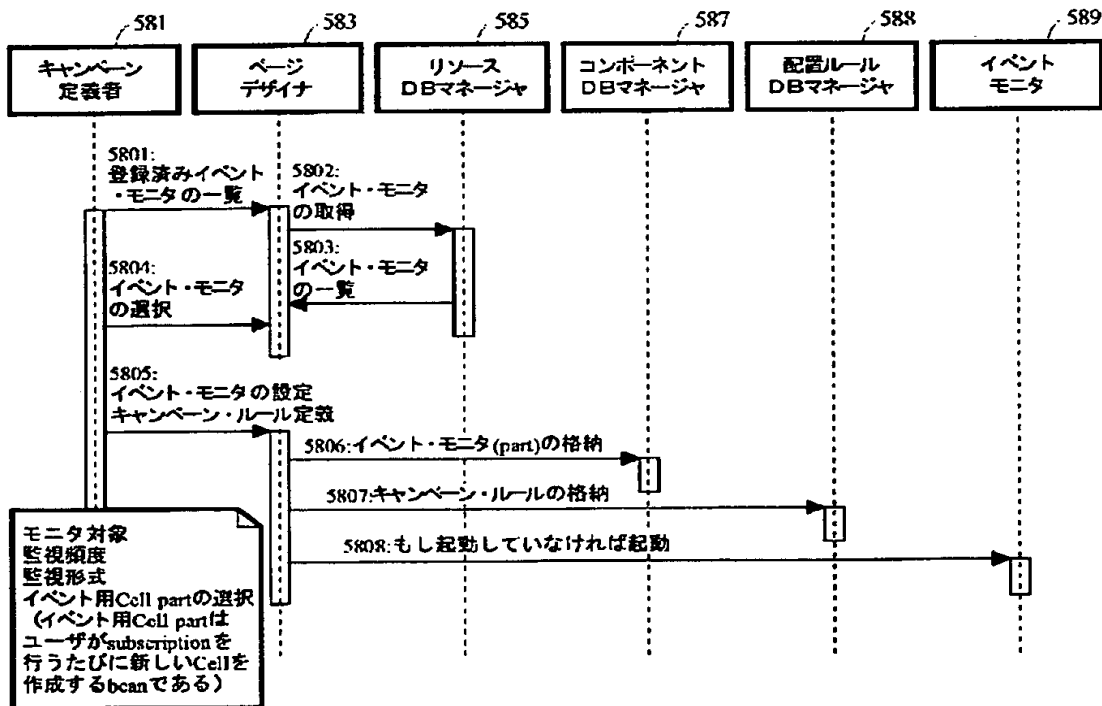 581
583
585
587
588
589
キャンペーン
定義者
ページ
デザイナ
リソース
DBマネージャ
コンポーネント
DBマネージャ
配置ルール
DBマネージャ
イベント
モニタ
5801:
登録済みイベント
・モニタの一覧
5802:
イベント・モニタ
の取得
5803:
イベント・モニタ
の一覧
5804:
イベント・モニタ
の選択
5805:
イベント・モニタの設定
キャンペーン・ルール定義
5806:イベント・モニタ(part)の格納
5807:キャンペーン・ルールの格納
5808:もし起動していなければ起動
モニタ対象
監視頻度
監視形式
イベント用Cell partの選択
(イベント用Cell partは
ユーザがsubscriptionを
行うたびに新しいCellを
作成するbeanである)